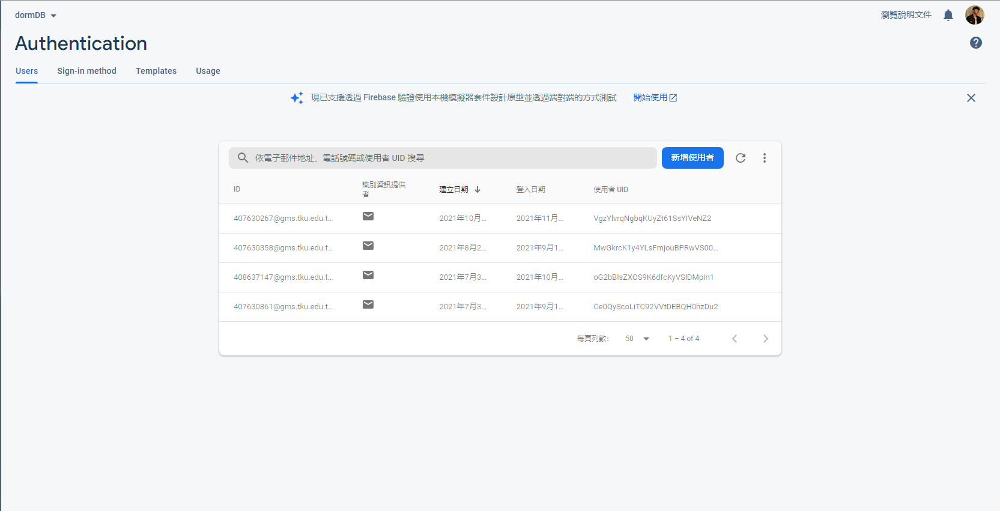 dormDB
瀏覽說明文件
Authentication
Users Sign-in method Templates Usage
現已支援透過 Firebase 驗證使用本機模擬器套件設計原型並透過端對端的方式測試 開始使用
依電子郵件地址、電話號碼或使用者 UID 搜尋 新增使用者
ID 識別資訊提供者 建立日期 登入日期 使用者 UID
407630267@gms.tku.edu.t... 2021年10月... 2021年11月... VgzYlvrqNgbqKUyZt61SsYIVeNZ2
407630358@gms.tku.edu.t... 2021年8月2... 2021年9月1... MwGkrcK1y4YLsFmjouBPRwVS00...
408637147@gms.tku.edu.t... 2021年7月3... 2021年10月... oG2bBlsZXOS9K6dfcKyVSlDMpIn1
407630861@gms.tku.edu.t... 2021年7月3... 2021年9月1... Ce0QyScoLiTC92VVtDEBQH0hzDu2
每頁列數: 50 1 – 4 of 4